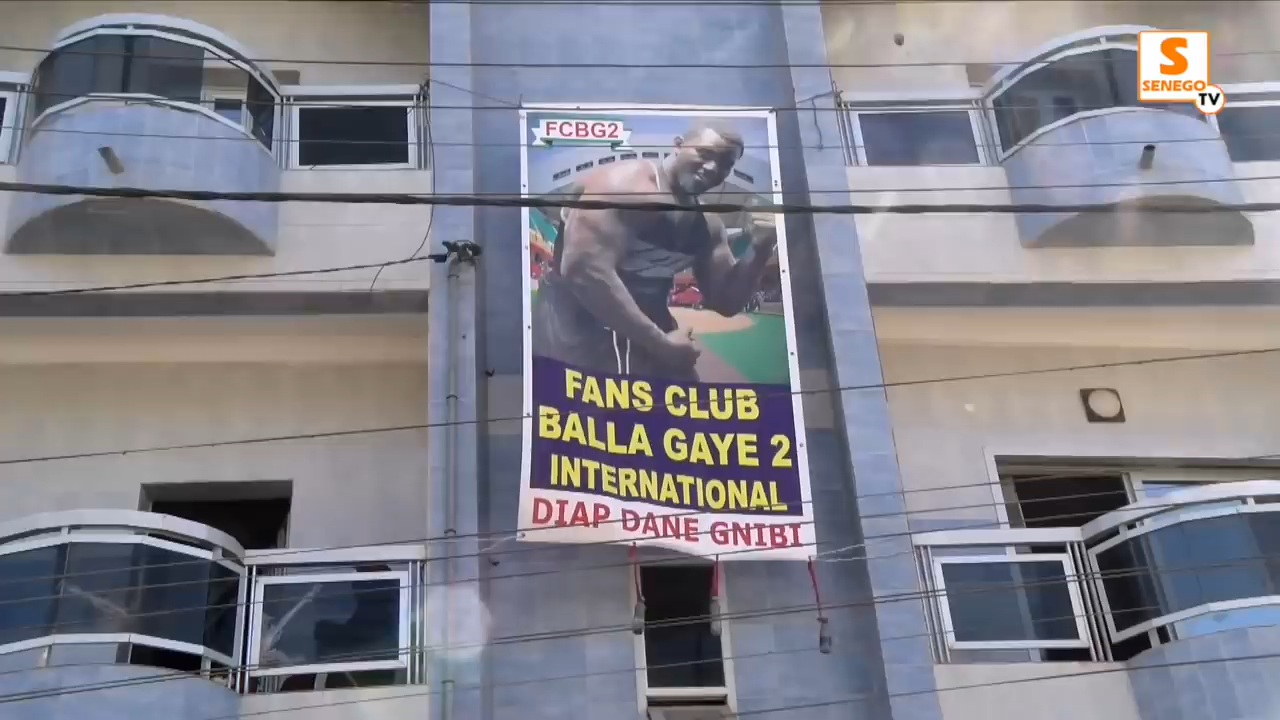 S
SENEGO
TV
FCBG2
FANS CLUB
BALLA GAYE 2
INTERNATIONAL
DIAP DANE GNIBI